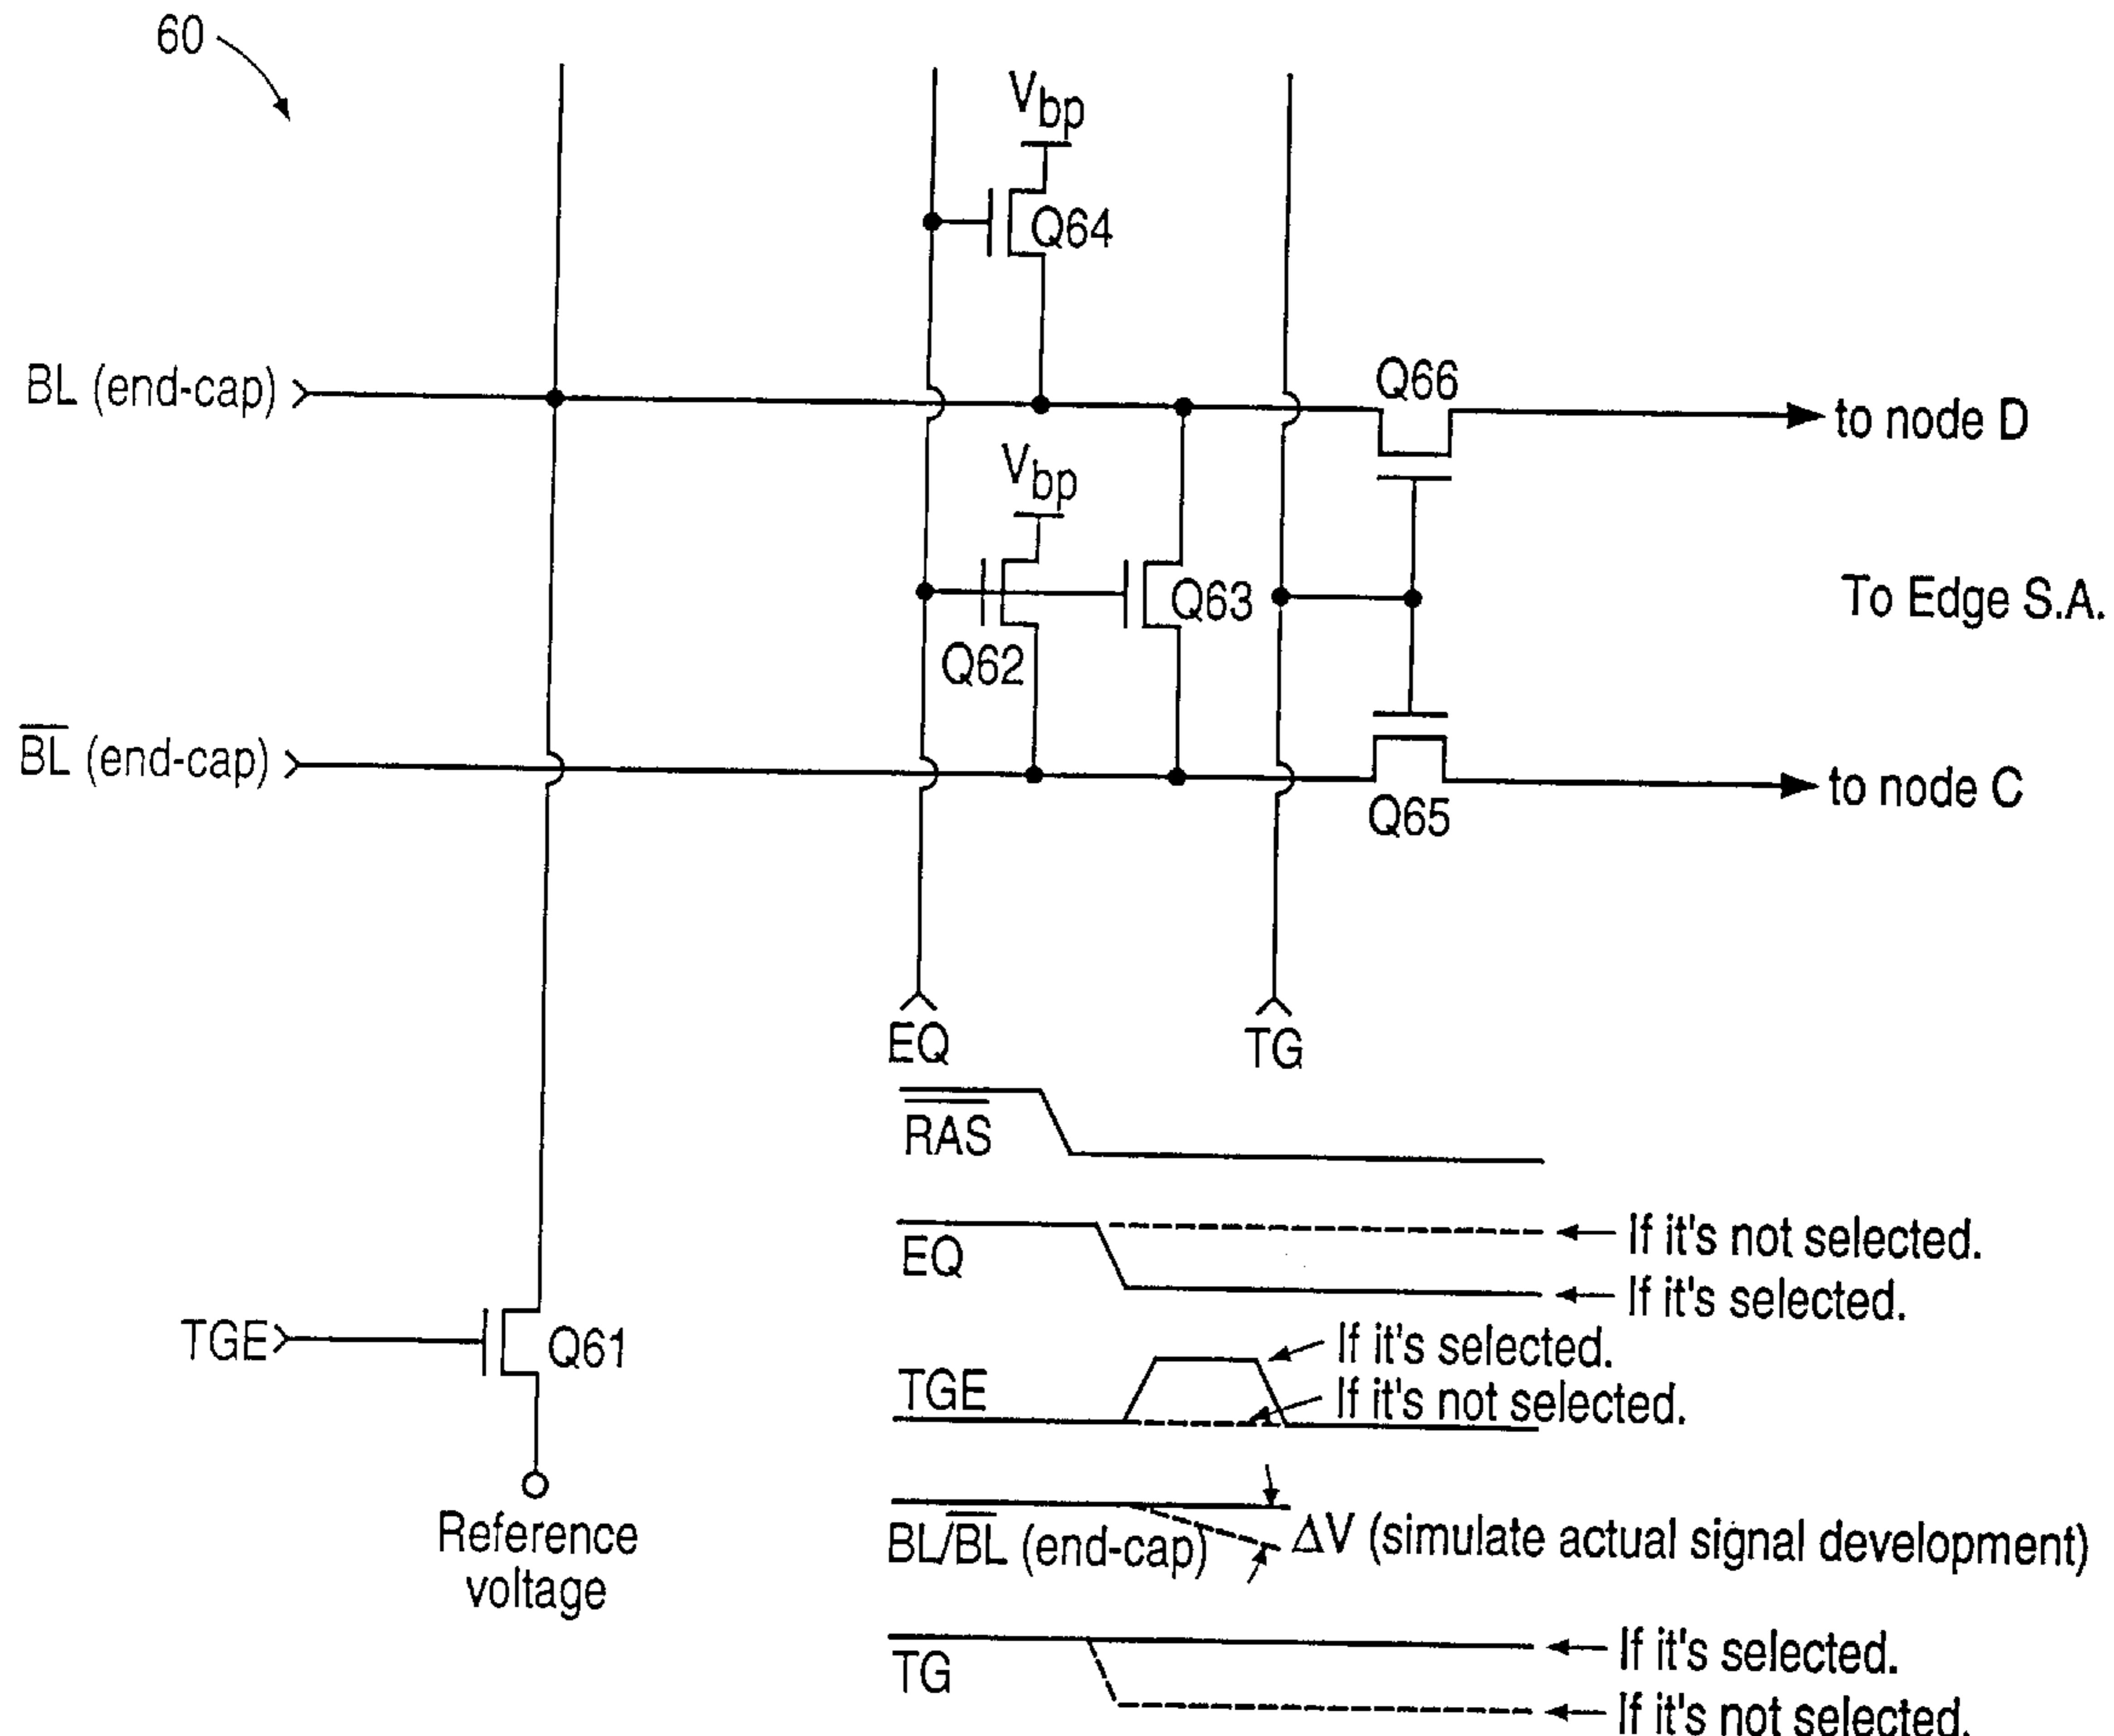 60
Vbp
Q64
BL (end-cap)
Q66
to node D
Vbp
Q63
To Edge S.A.
Q62
B̅L̅ (end-cap)
to node C
Q65
EQ
TG
R̅A̅S̅
EQ
If it's not selected.
If it's selected.
TGE
Q61
TGE
If it's selected.
If it's not selected.
Reference
voltage
BL/B̅L̅ (end-cap)
ΔV (simulate actual signal development)
TG
If it's selected.
If it's not selected.